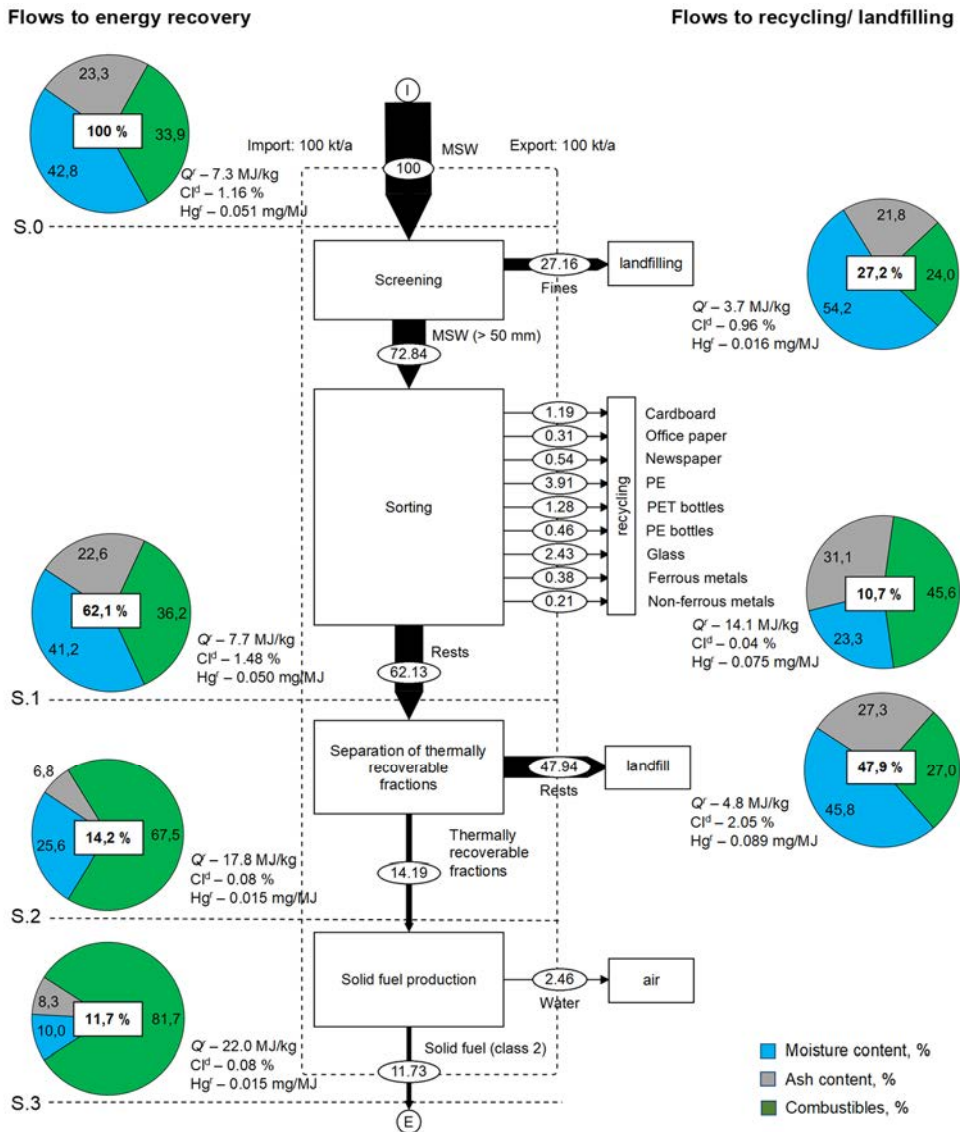 Flows to energy recovery
Flows to recycling/ landfilling
23,3
100 %
33,9
42,8
Qʳ – 7.3 MJ/kg
Clᵈ – 1.16 %
Hgʳ – 0.051 mg/MJ
S.0
I
Import: 100 kt/a
MSW
Export: 100 kt/a
100
Screening
27.16
Fines
landfilling
21,8
27,2 %
24,0
54,2
Qʳ – 3.7 MJ/kg
Clᵈ – 0.96 %
Hgʳ – 0.016 mg/MJ
MSW (> 50 mm)
72.84
Sorting
1.19
Cardboard
0.31
Office paper
0.54
Newspaper
3.91
PE
1.28
PET bottles
0.46
PE bottles
2.43
Glass
0.38
Ferrous metals
0.21
Non-ferrous metals
recycling
31,1
10,7 %
45,6
23,3
Qʳ – 14.1 MJ/kg
Clᵈ – 0.04 %
Hgʳ – 0.075 mg/MJ
22,6
62,1 %
36,2
41,2
Qʳ – 7.7 MJ/kg
Clᵈ – 1.48 %
Hgʳ – 0.050 mg/MJ
S.1
Rests
62.13
Separation of thermally
recoverable
fractions
47.94
Rests
landfill
27,3
47,9 %
27,0
45,8
Qʳ – 4.8 MJ/kg
Clᵈ – 2.05 %
Hgʳ – 0.089 mg/MJ
6,8
14,2 %
67,5
25,6
Qʳ – 17.8 MJ/kg
Clᵈ – 0.08 %
Hgʳ – 0.015 mg/MJ
S.2
Thermally
recoverable
fractions
14.19
Solid fuel production
2.46
Water
air
8,3
11,7 %
81,7
10,0
Qʳ – 22.0 MJ/kg
Clᵈ – 0.08 %
Hgʳ – 0.015 mg/MJ
S.3
Solid fuel (class 2)
11.73
E
Moisture content, %
Ash content, %
Combustibles, %